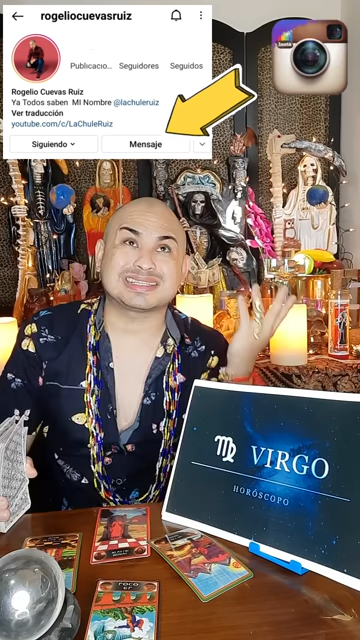 rogeliocuevasruiz
Publicacio... Seguidores Seguidos
Rogelio Cuevas Ruiz
Ya Todos saben MI Nombre @lachuleruiz
Ver traducción
youtube.com/c/LaChuleRuiz
Siguiendo Mensaje
Insta
VIRGO
HORÓSCOPO